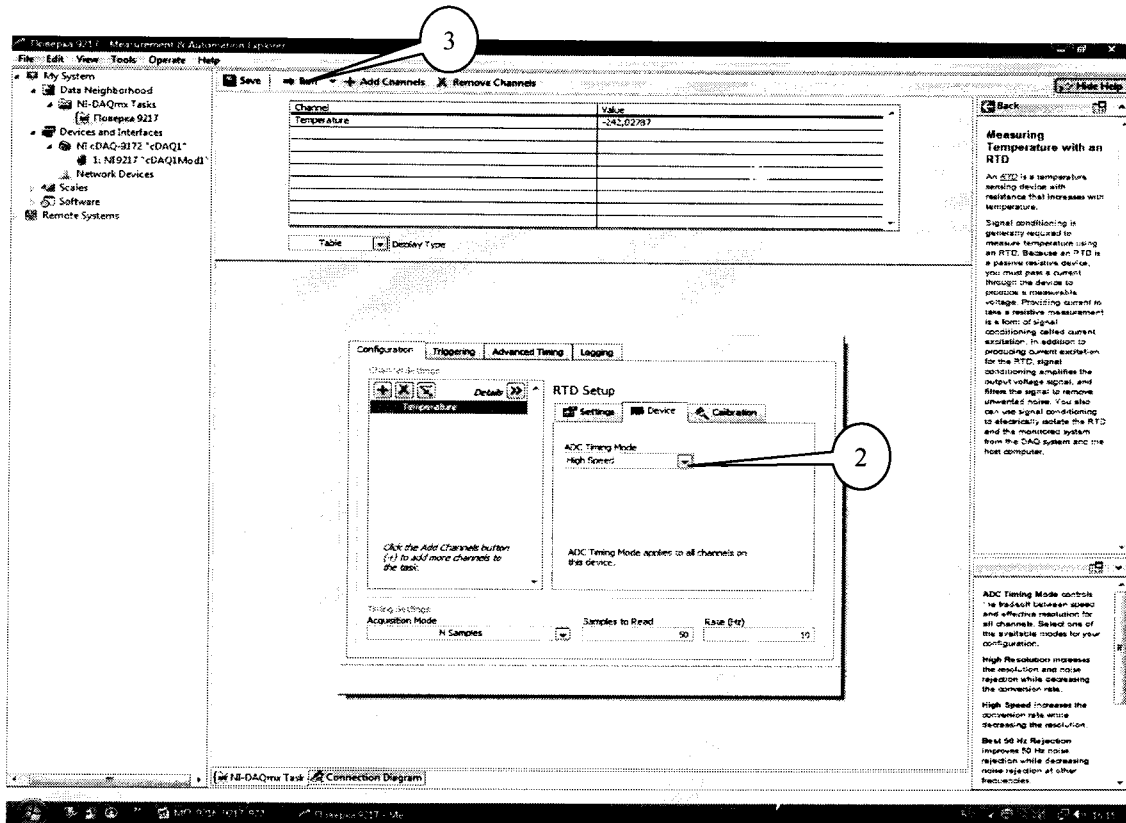 3
Поверка 9217 - Measurement & Automation Explorer
File Edit View Tools Operate Help
My System
Data Neighborhood
NI-DAQmx Tasks
Поверка 9217
Devices and Interfaces
NI cDAQ-9172 "cDAQ1"
1: NI 9217 "cDAQ1Mod1"
Network Devices
Scales
Software
Remote Systems
Save Run Add Channels Remove Channels
Hide Help
Channel Value
Temperature -242,02787
Table Display Type
Configuration Triggering Advanced Timing Logging
Channel Settings
Details
Temperature
Click the Add Channels button
(+) to add more channels to
the task.
RTD Setup
Settings Device Calibration
ADC Timing Mode
High Speed
2
ADC Timing Mode applies to all channels on
this device.
Timing Settings
Acquisition Mode Samples to Read Rate (Hz)
N Samples 50
NI-DAQmx Task Connection Diagram
Back
Measuring
Temperature with an
RTD
An RTD is a temperature
sensing device with
resistance that increases with
temperature.
Signal conditioning is
generally required to
measure temperature using
an RTD. Because an RTD is
a passive resistive device,
you must pass a current
through the device to
produce a measurable
voltage. Providing current to
take a resistive measurement
is a form of signal
conditioning called current
excitation. In addition to
producing current excitation
for the RTD, signal
conditioning amplifies the
output voltage signal, and
filters the signal to remove
unwanted noise. You also
can use signal conditioning
to electrically isolate the RTD
and the monitored system
from the DAQ system and the
host computer.
ADC Timing Mode controls
the tradeoff between speed
and effective resolution for
all channels. Select one of
the available modes for your
configuration.
High Resolution increases
the resolution and noise
rejection while decreasing
the conversion rate.
High Speed increases the
conversion rate while
decreasing the resolution.
Best 50 Hz Rejection
improves 50 Hz noise
rejection while decreasing
noise rejection at other
frequencies.
Поверка 9217 - Me...